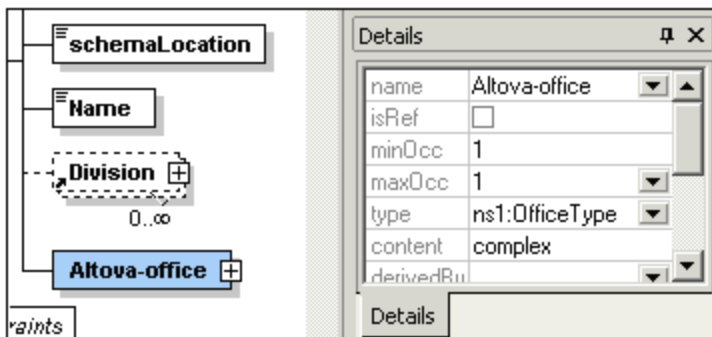 schemaLocation
Name
Division
0..∞
Altova-office
raints
Details
name Altova-office
isRef
minOcc 1
maxOcc 1
type ns1:OfficeType
content complex
derivedBy
Details